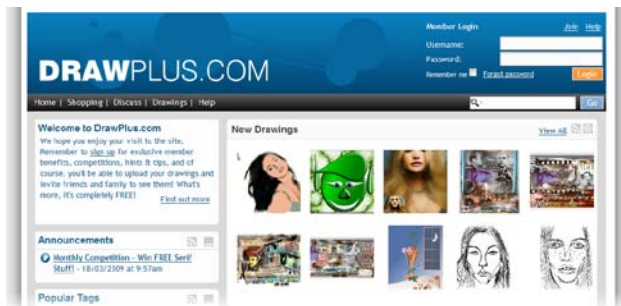 Member Login
Join Help
Username:
Password:
Remember me Forgot password
Login
DRAWPLUS.COM
Home | Shopping | Discuss | Drawings | Help
Go
Welcome to DrawPlus.com
We hope you enjoy your visit to the site.
Remember to sign up for exclusive member
benefits, competitions, hints & tips, and of
course, you'll be able to upload your drawings and
invite friends and family to see them! What's
more, it's completely FREE!
Find out more
New Drawings
View All
Announcements
Monthly Competition - Win FREE Serif
Stuff! - 18/03/2009 at 9:57am
Popular Tags